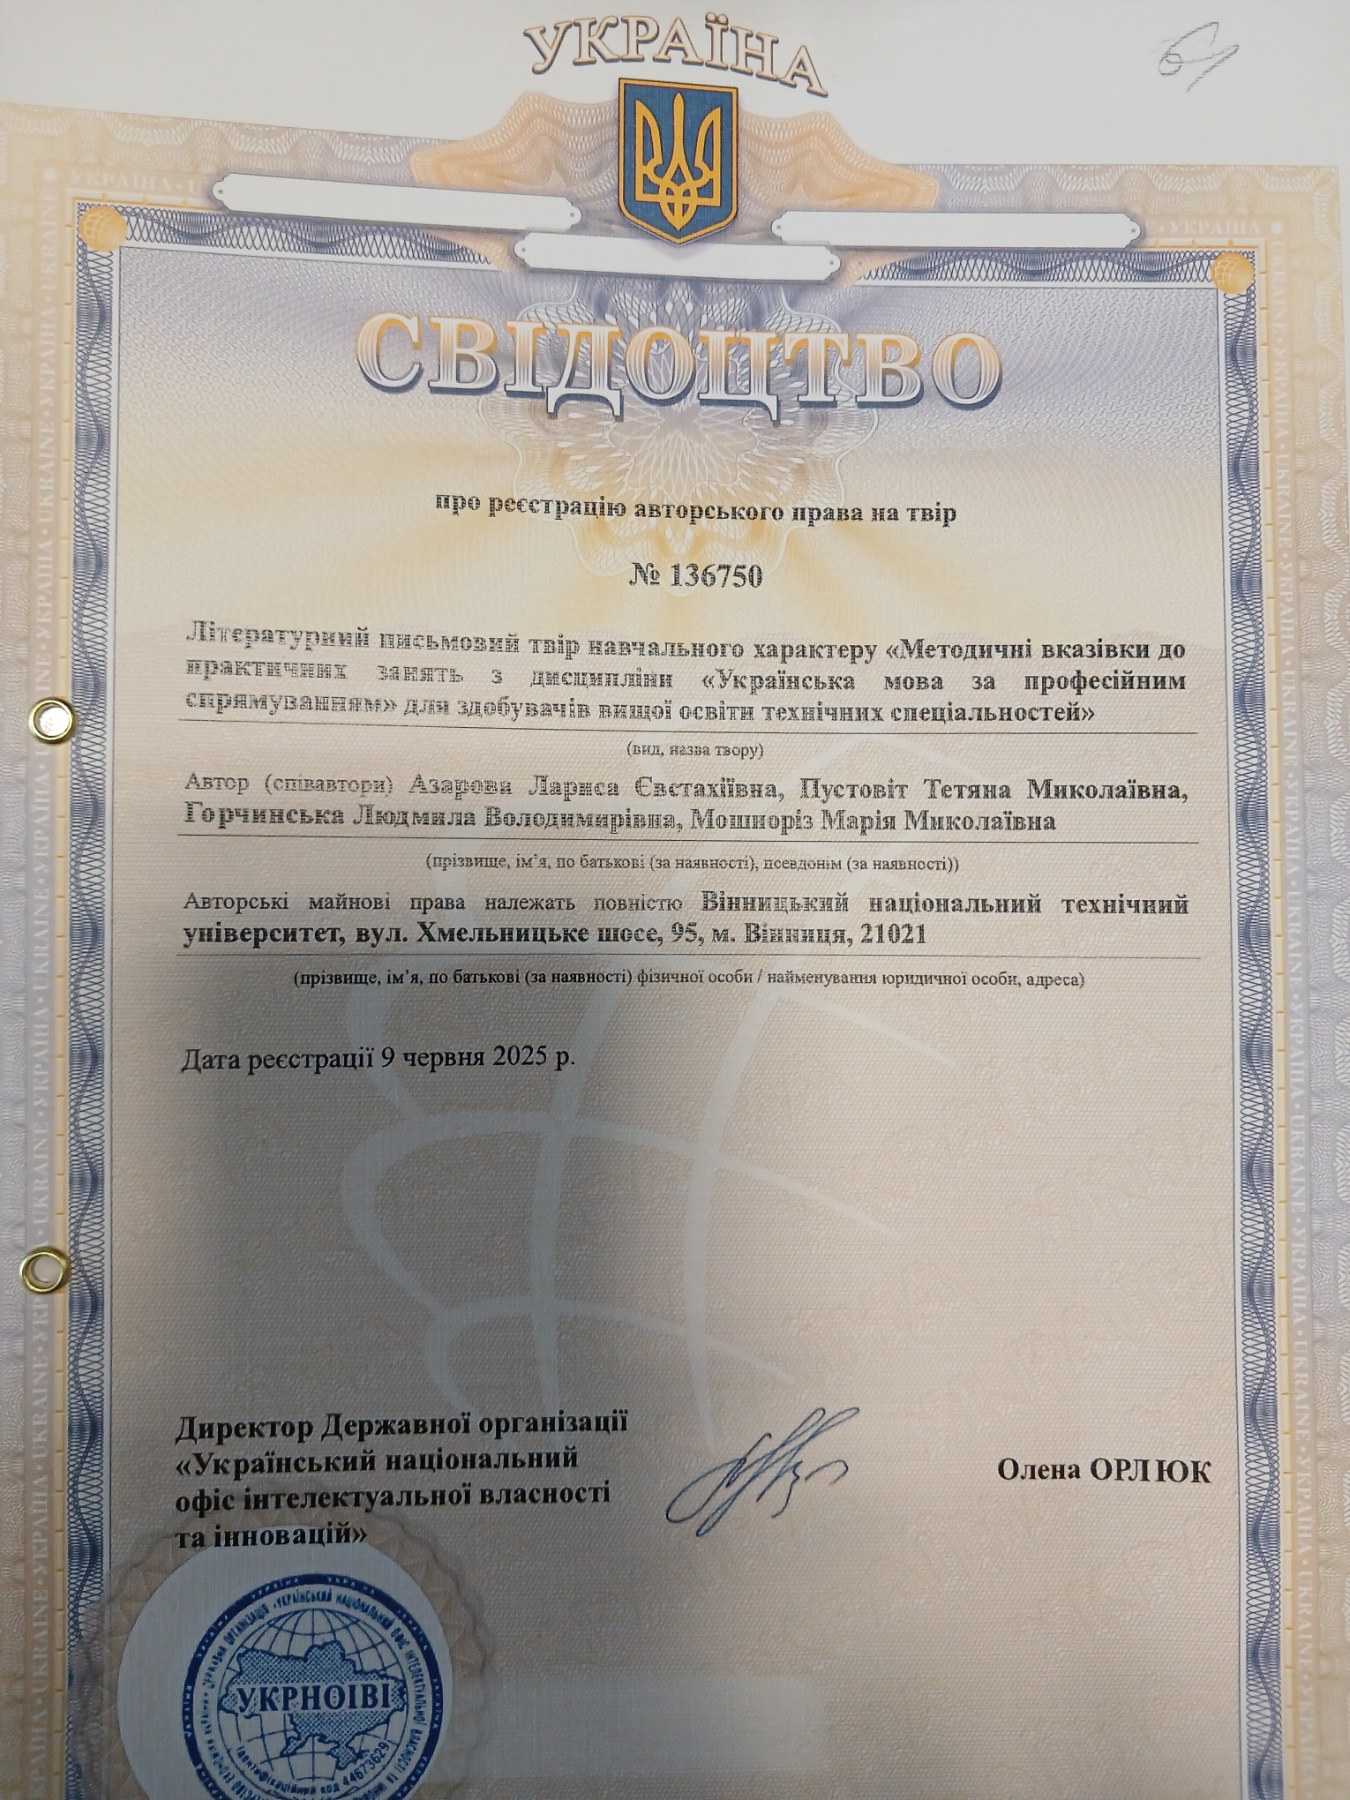 УКРАЇНА
СВІДОЦТВО
про реєстрацію авторського права на твір
№ 136750
Літературний письмовий твір навчального характеру «Методичні вказівки до
практичних занять з дисципліни «Українська мова за професійним
спрямуванням» для здобувачів вищої освіти технічних спеціальностей»
(вид, назва твору)
Автор (співавтори) Азарова Лариса Євстахіївна, Пустовіт Тетяна Миколаївна,
Горчинська Людмила Володимирівна, Мошноріз Марія Миколаївна
(прізвище, ім’я, по батькові (за наявності), псевдонім (за наявності))
Авторські майнові права належать повністю Вінницький національний технічний
університет, вул. Хмельницьке шосе, 95, м. Вінниця, 21021
(прізвище, ім’я, по батькові (за наявності) фізичної особи / найменування юридичної особи, адреса)
Дата реєстрації 9 червня 2025 р.
Директор Державної організації
«Український національний
офіс інтелектуальної власності
та інновацій»
Олена ОРЛЮК
УКРНОІВІ
ідентифікаційний код 44673629